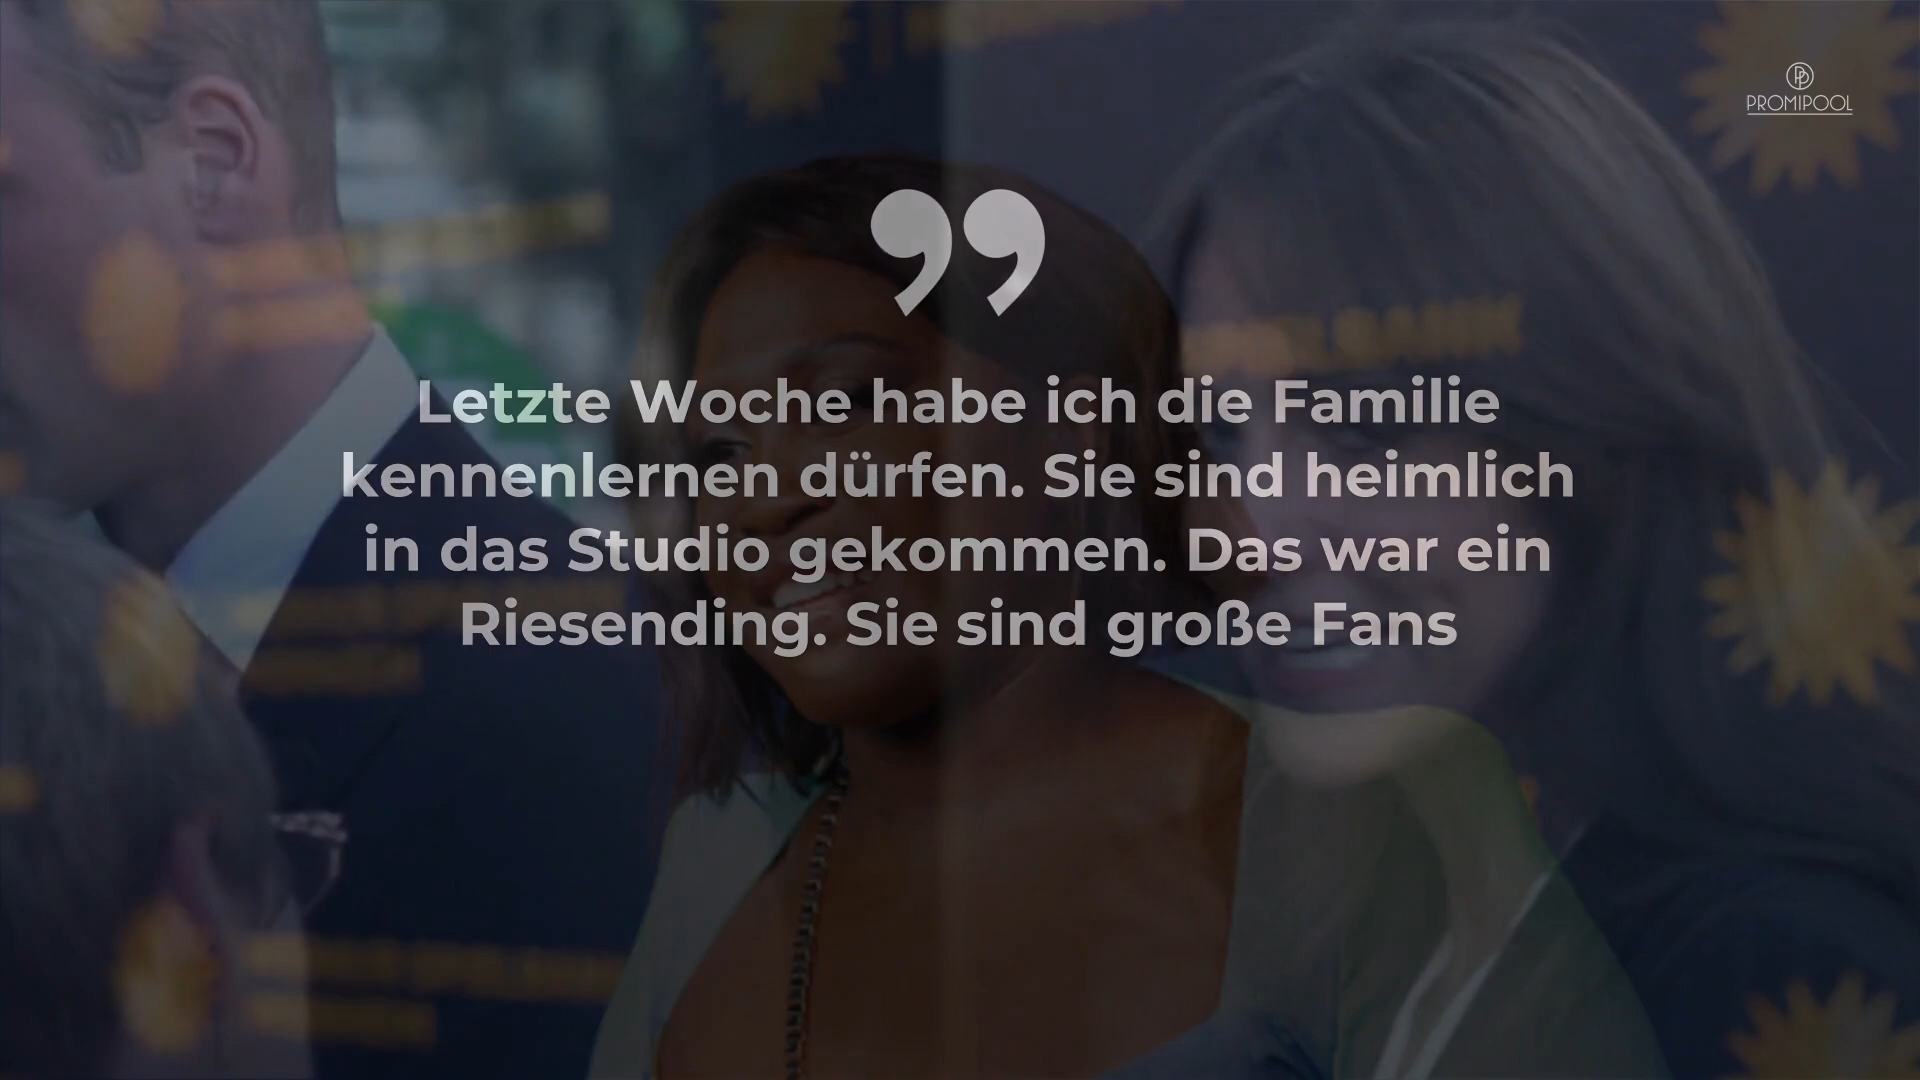 PROMIPOOL
”
Letzte Woche habe ich die Familie
kennenlernen dürfen. Sie sind heimlich
in das Studio gekommen. Das war ein
Riesending. Sie sind große Fans